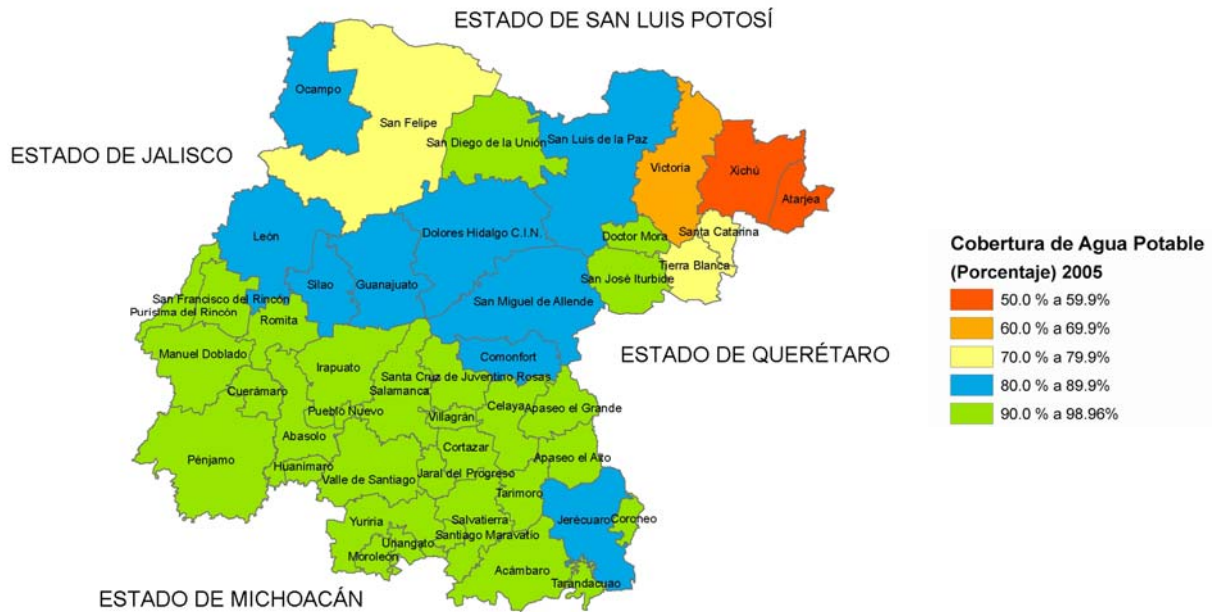 ESTADO DE SAN LUIS POTOSÍ
Ocampo
San Felipe
San Diego de la Unión
San Luis de la Paz
ESTADO DE JALISCO
Victoria
Xichú
Atarjea
León
Dolores Hidalgo C.I.N.
Doctor Mora
Santa Catarina
Silao
Guanajuato
San José Iturbide
Tierra Blanca
San Francisco del Rincón
Purísima del Rincón
San Miguel de Allende
Romita
Manuel Doblado
Comonfort
ESTADO DE QUERÉTARO
Irapuato
Santa Cruz de Juventino Rosas
Cuerámaro
Salamanca
Pueblo Nuevo
Villagrán
Celaya
Apaseo el Grande
Abasolo
Cortazar
Pénjamo
Huanímaro
Valle de Santiago
Jaral del Progreso
Apaseo el Alto
Tarimoro
Yuriria
Salvatierra
Jerécuaro
Coroneo
Uriangato
Santiago Maravatío
Moroleón
Acámbaro
Tarandacuao
ESTADO DE MICHOACÁN
Cobertura de Agua Potable
(Porcentaje) 2005
50.0 % a 59.9%
60.0 % a 69.9%
70.0 % a 79.9%
80.0 % a 89.9%
90.0 % a 98.96%